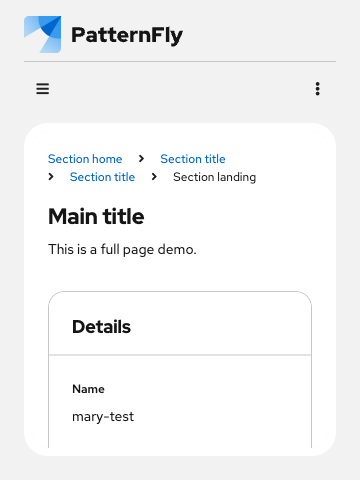 PatternFly
Section home > Section title
> Section title > Section landing
Main title
This is a full page demo.
Details
Name
mary-test